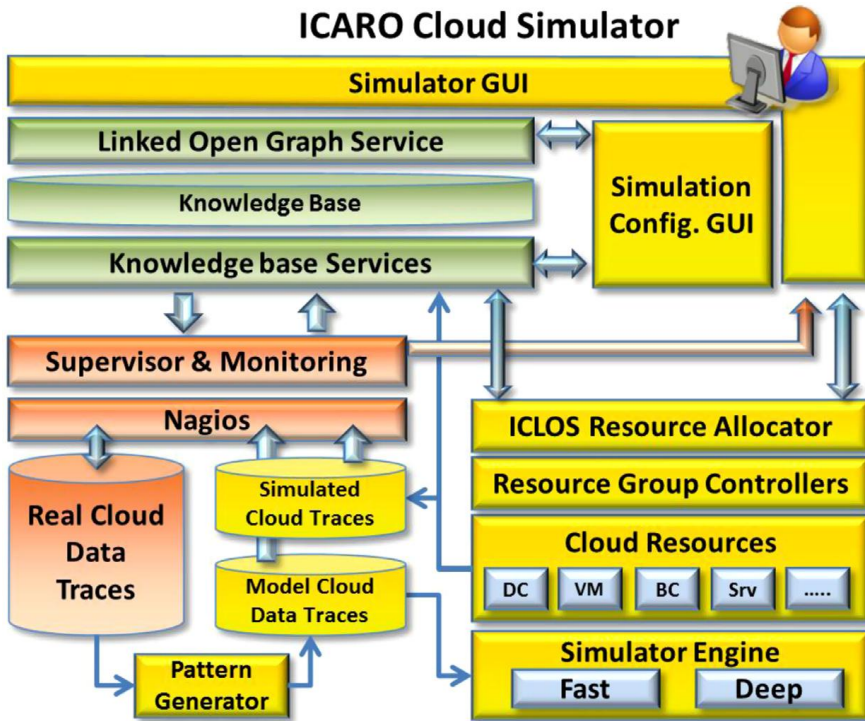 ICARO Cloud Simulator
Simulator GUI
Linked Open Graph Service
Knowledge Base
Knowledge base Services
Simulation
Config. GUI
Supervisor & Monitoring
Nagios
Real Cloud
Data
Traces
Simulated
Cloud Traces
Model Cloud
Data Traces
Pattern
Generator
ICLOS Resource Allocator
Resource Group Controllers
Cloud Resources
DC VM BC Srv .....
Simulator Engine
Fast Deep